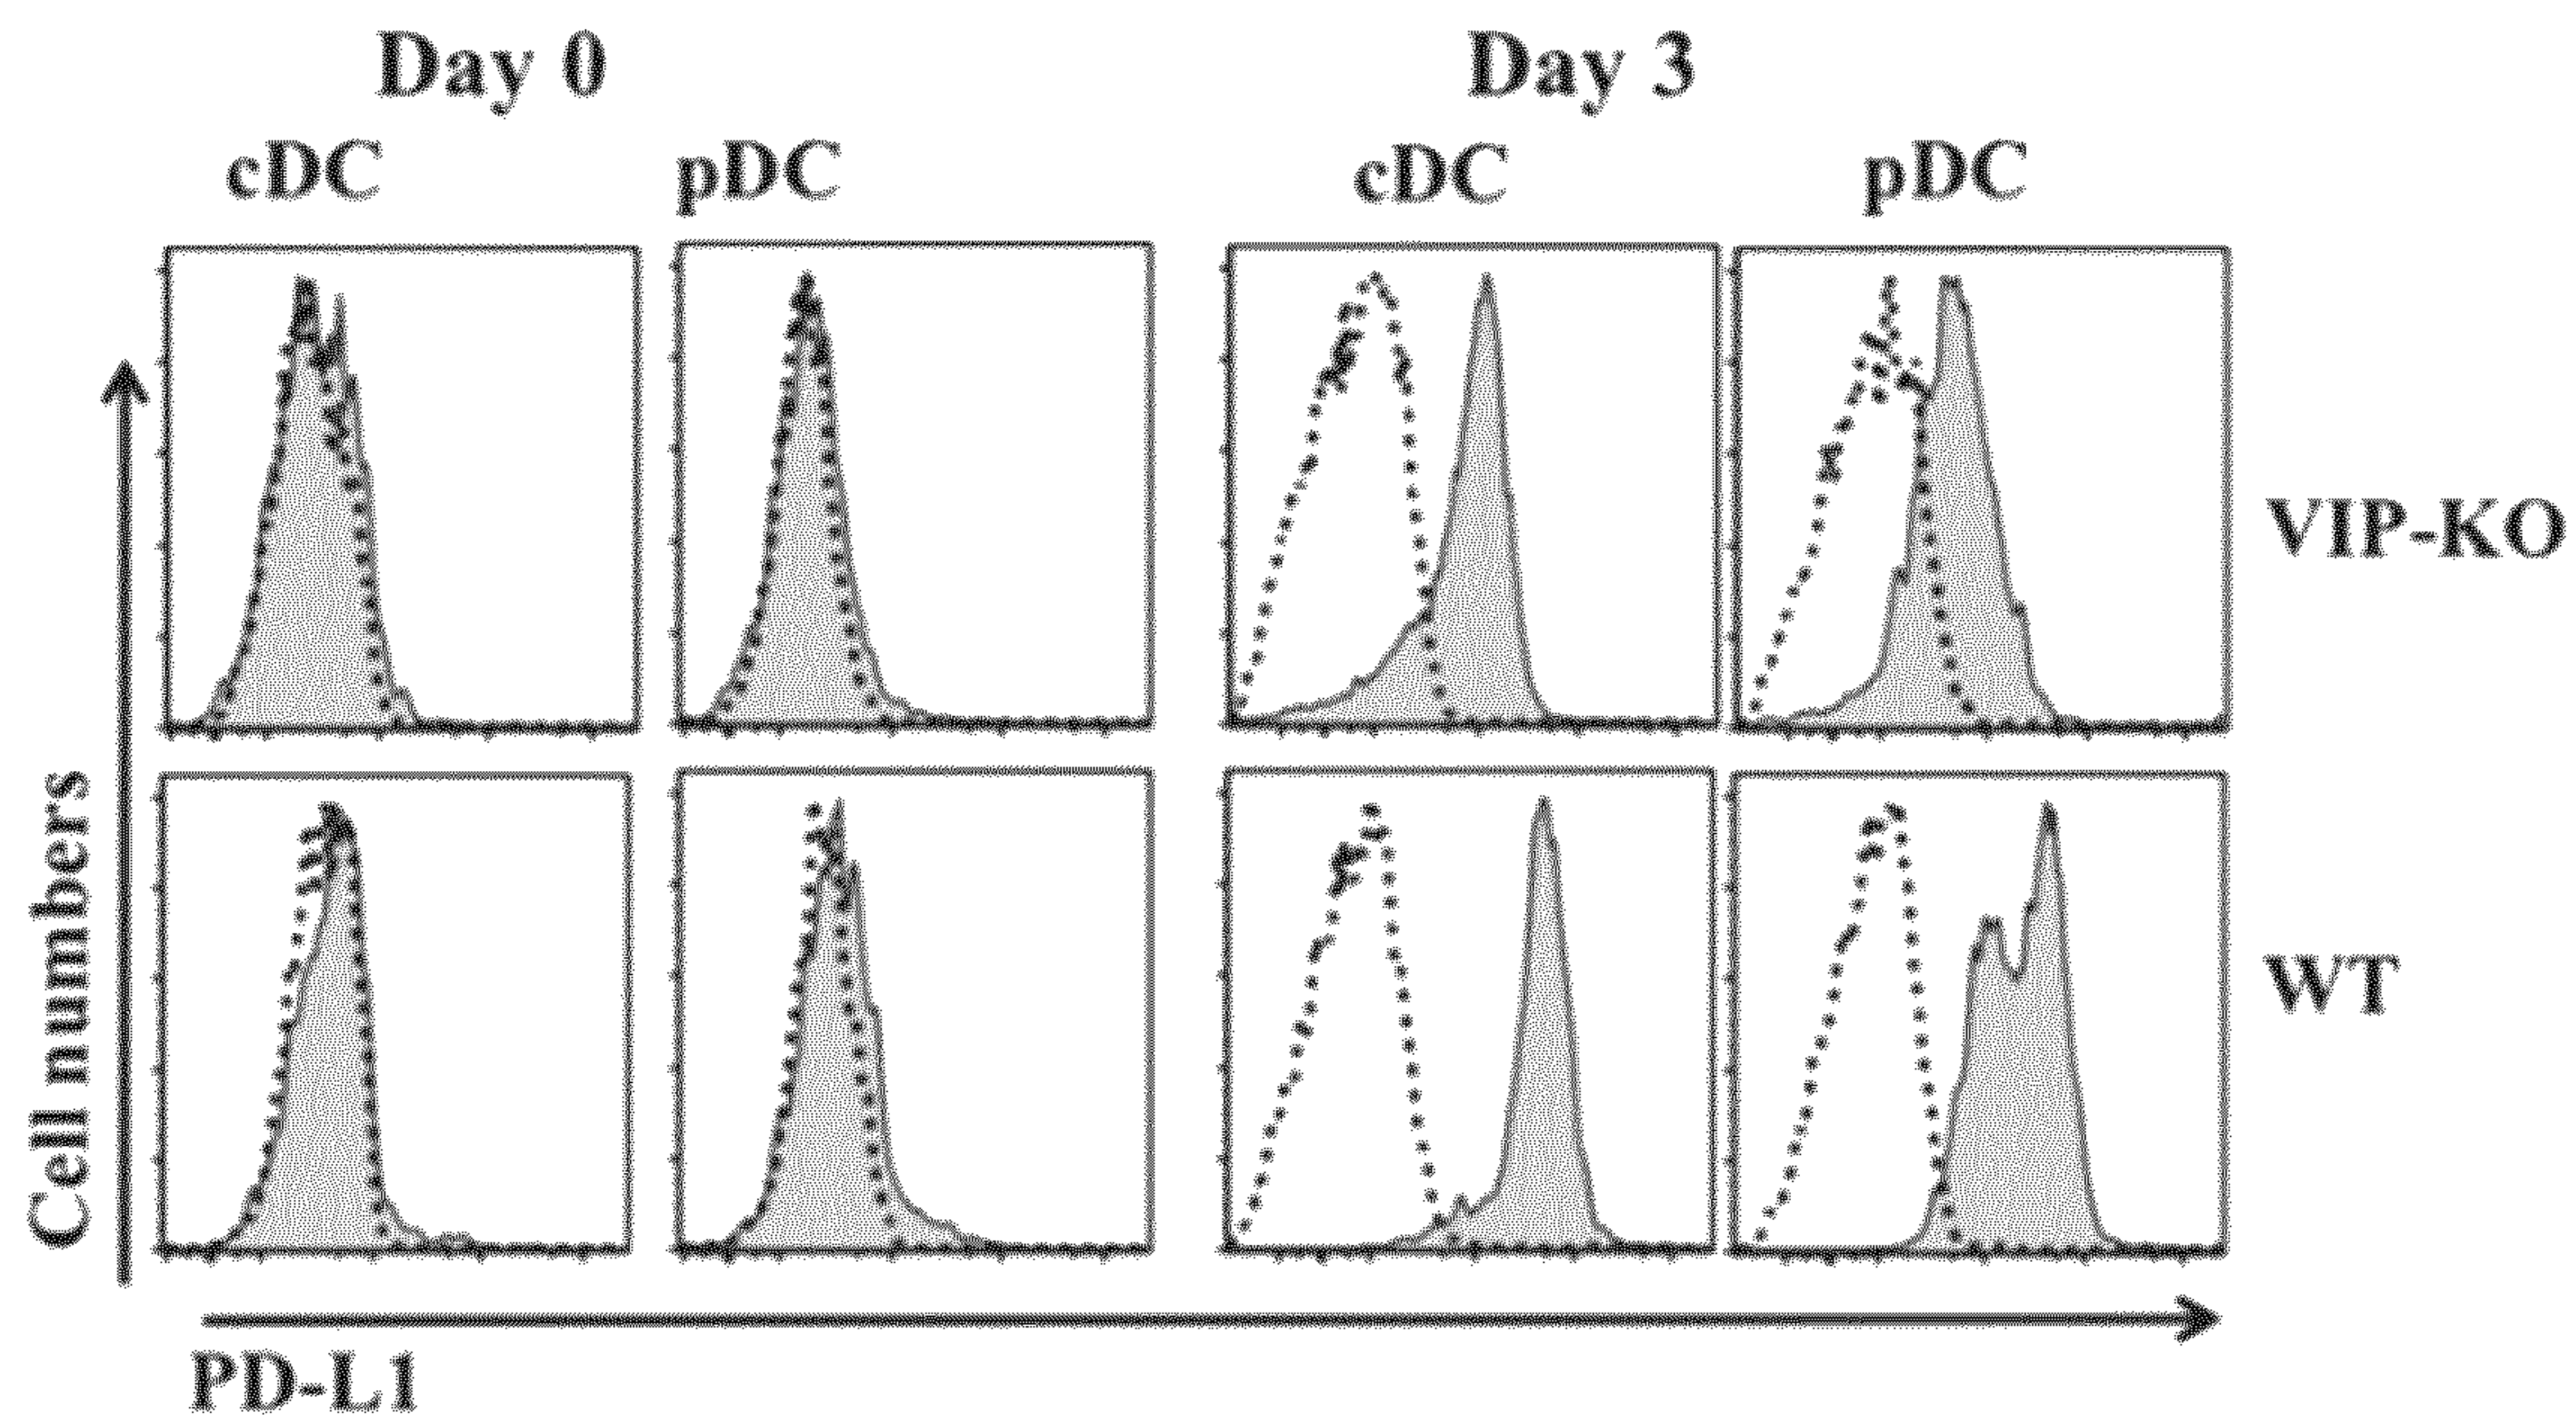 Day 0 Day 3
cDC pDC cDC pDC
VIP-KO
WT
Cell numbers
PD-L1